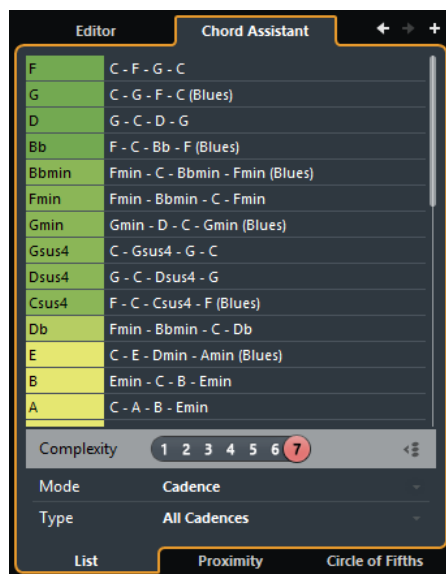 Editor Chord Assistant
F C - F - G - C
G C - G - F - C (Blues)
D G - C - D - G
Bb F - C - Bb - F (Blues)
Bbmin Fmin - C - Bbmin - Fmin (Blues)
Fmin Fmin - Bbmin - C - Fmin
Gmin Gmin - D - C - Gmin (Blues)
Gsus4 C - Gsus4 - G - C
Dsus4 G - C - Dsus4 - G
Csus4 F - C - Csus4 - F (Blues)
Db Fmin - Bbmin - C - Db
E C - E - Dmin - Amin (Blues)
B Emin - C - B - Emin
A C - A - B - Emin
Complexity 1 2 3 4 5 6 7
Mode Cadence
Type All Cadences
List Proximity Circle of Fifths